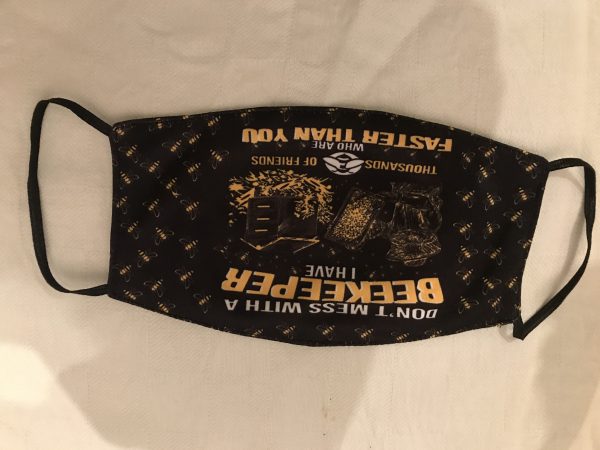 DON'T MESS WITH A
BEEKEEPER
I HAVE
THOUSANDS OF FRIENDS
WHO ARE
FASTER THAN YOU